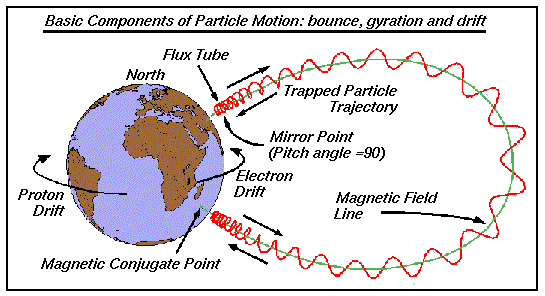 Basic Components of Particle Motion: bounce, gyration and drift
Flux Tube
North
Trapped Particle
Trajectory
Mirror Point
(Pitch angle =90)
Proton
Drift
Electron
Drift
Magnetic Field
Line
Magnetic Conjugate Point